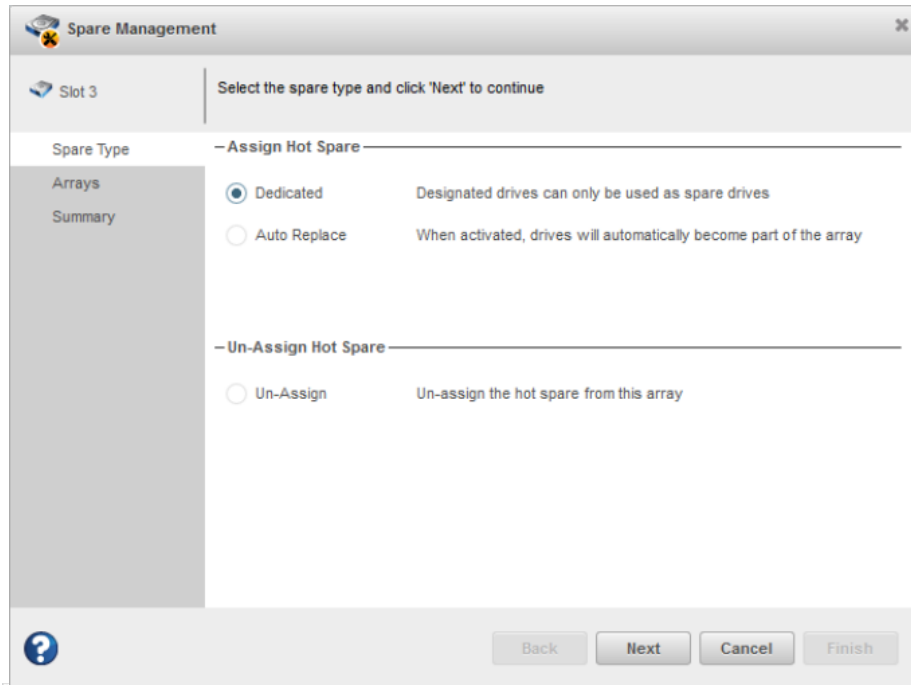 Spare Management
Slot 3
Select the spare type and click 'Next' to continue
Spare Type
Arrays
Summary
Assign Hot Spare
Dedicated Designated drives can only be used as spare drives
Auto Replace When activated, drives will automatically become part of the array
Un-Assign Hot Spare
Un-Assign Un-assign the hot spare from this array
?
Back Next Cancel Finish